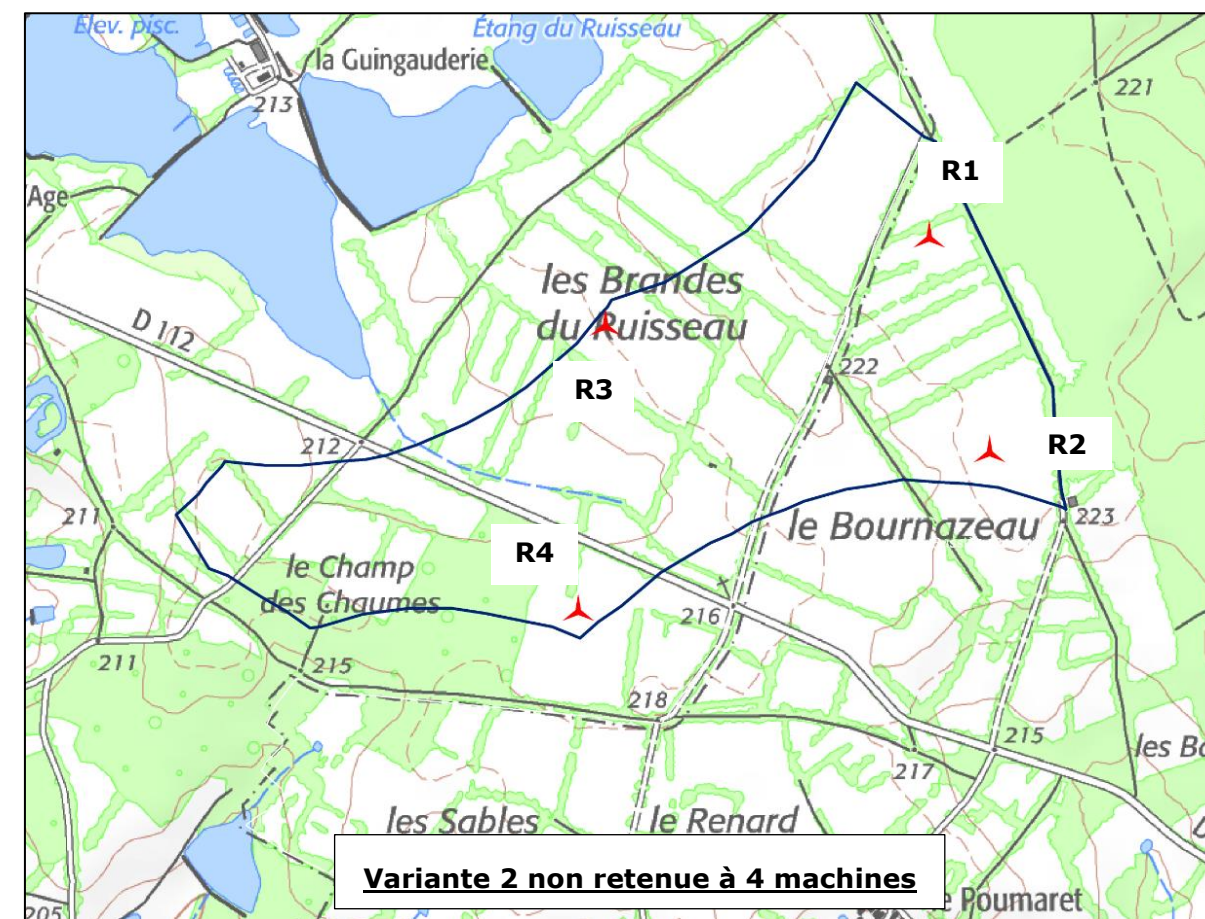 Élev. pisc.
Étang du Ruisseau
la Guingauderie
213
221
R1
l'Age
les Brandes
du Ruisseau
D 112
R3
222
212
R2
211
le Bournazeau
223
R4
le Champ
des Chaumes
216
211
215
218
215
les Bo
217
les Sables
le Renard
Variante 2 non retenue à 4 machines
205
Poumaret